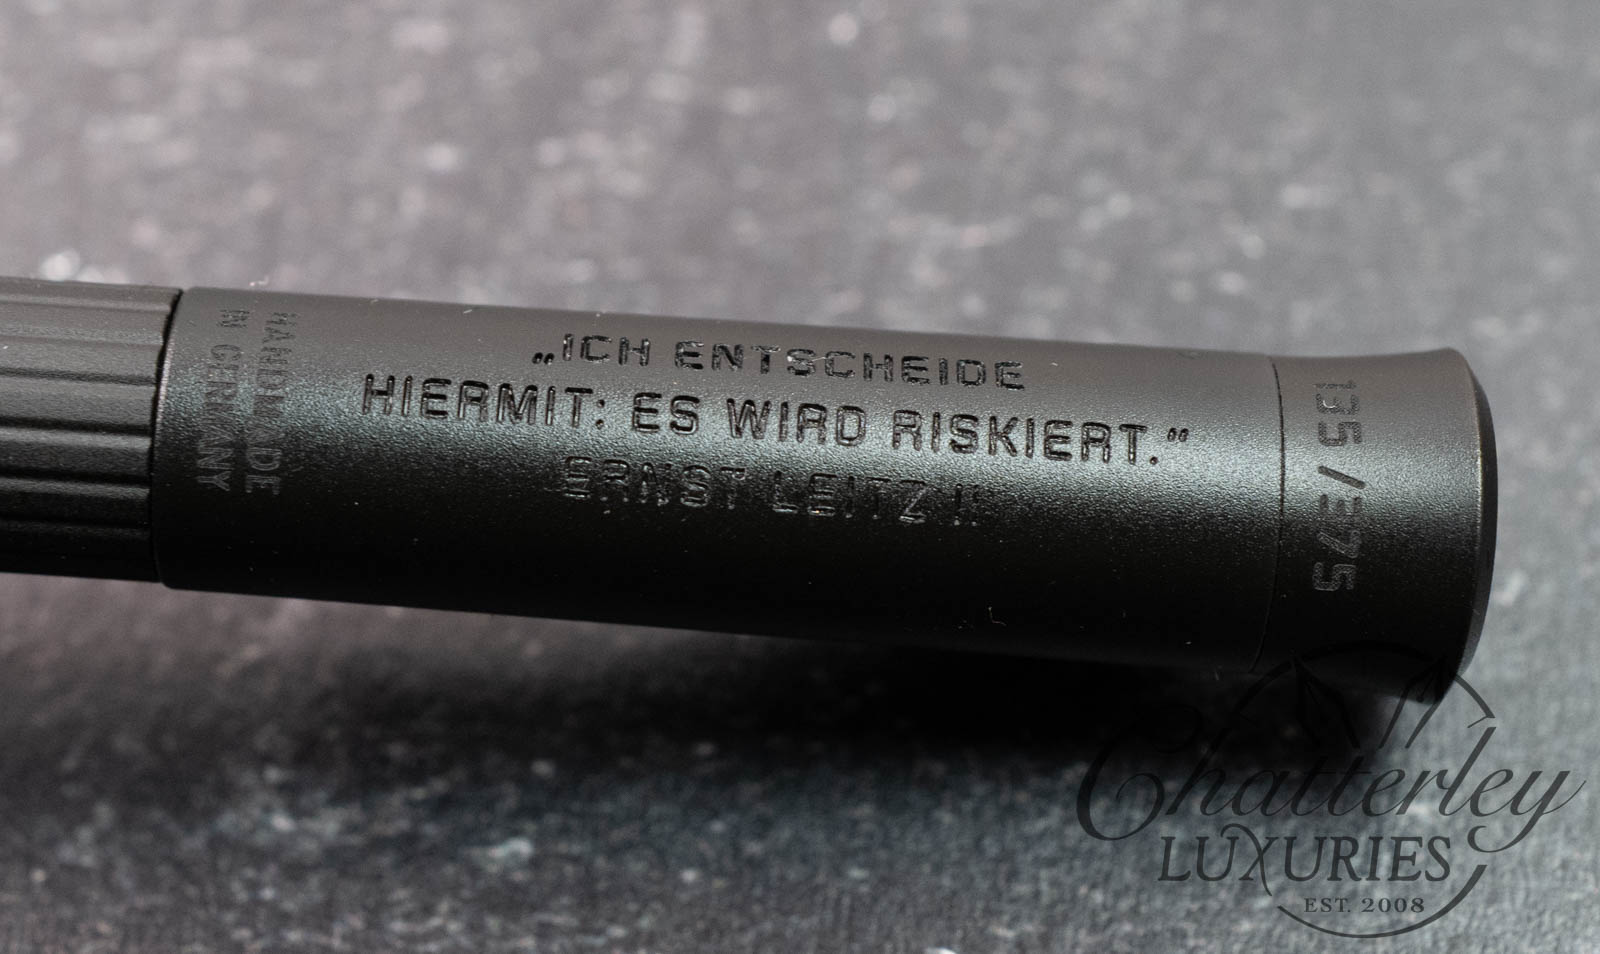 HANDMADE
IN GERMANY
„ICH ENTSCHEIDE
HIERMIT: ES WIRD RISKIERT.“
ERNST LEITZ II
135/375
Chatterley
LUXURIES
EST. 2008